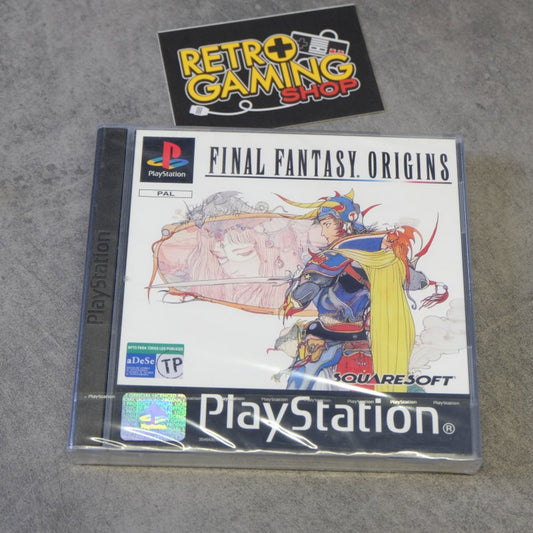 RETRO
GAMING
SHOP
PlayStation
PAL
FINAL FANTASY ORIGINS
PlayStation
APTO PARA TODOS LOS PUBLICOS
aDeSe
TP
SQUARESOFT
PlayStation
PlayStation®